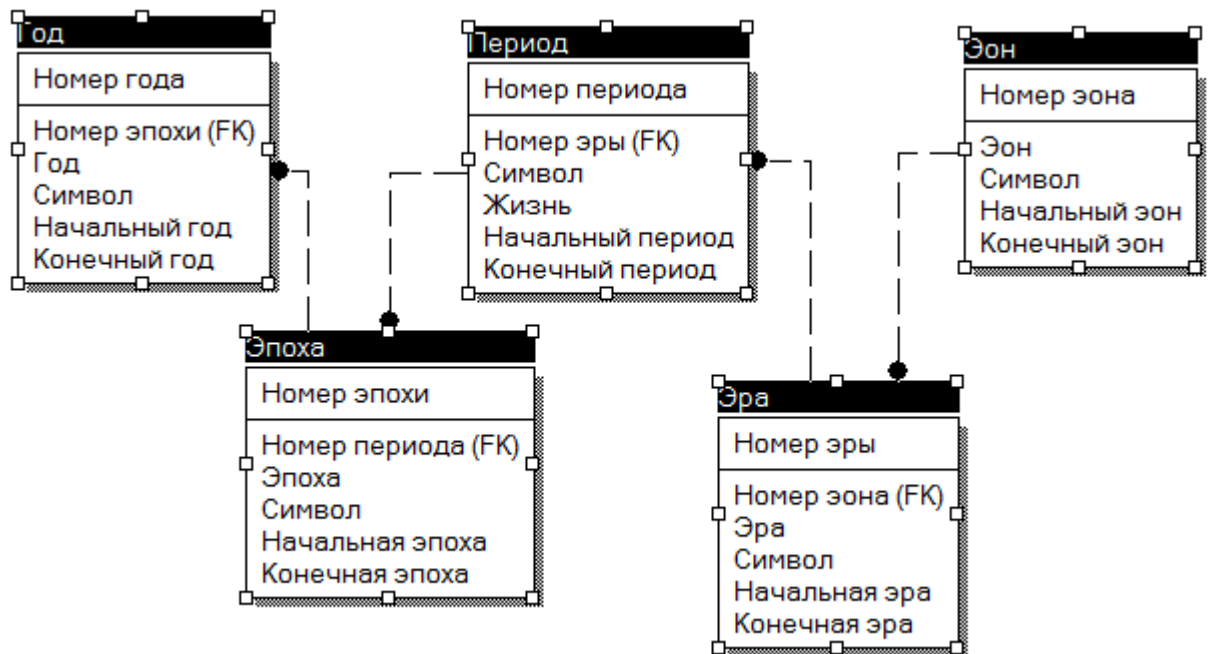 Год
Номер года
Номер эпохи (FK)
Год
Символ
Начальный год
Конечный год
Период
Номер периода
Номер эры (FK)
Символ
Жизнь
Начальный период
Конечный период
Эон
Номер эона
Эон
Символ
Начальный эон
Конечный эон
Эпоха
Номер эпохи
Номер периода (FK)
Эпоха
Символ
Начальная эпоха
Конечная эпоха
Эра
Номер эры
Номер эона (FK)
Эра
Символ
Начальная эра
Конечная эра